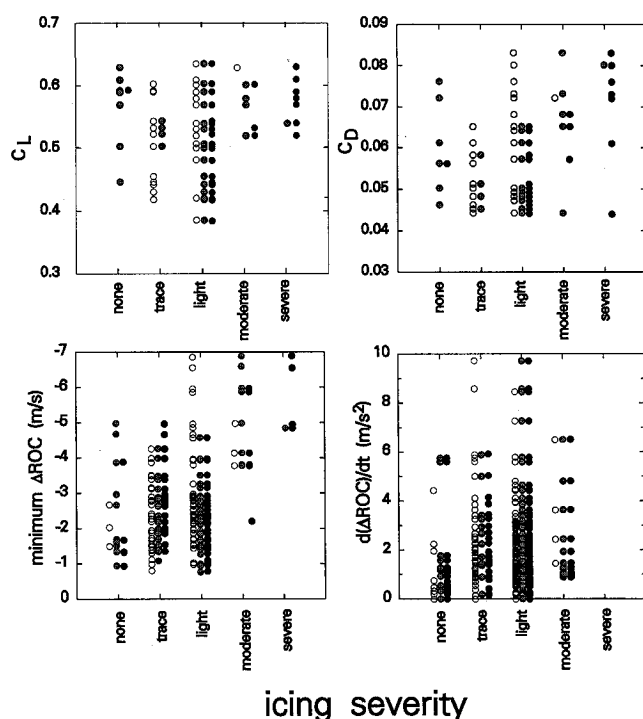 0.7
0.6
0.5
0.4
0.3
C_L
none
trace
light
moderate
severe
0.09
0.08
0.07
0.06
0.05
0.04
0.03
C_D
none
trace
light
moderate
severe
-7
-6
-5
-4
-3
-2
-1
0
minimum ΔROC (m/s)
none
trace
light
moderate
severe
10
8
6
4
2
0
d(ΔROC)/dt (m/s²)
none
trace
light
moderate
severe
icing severity